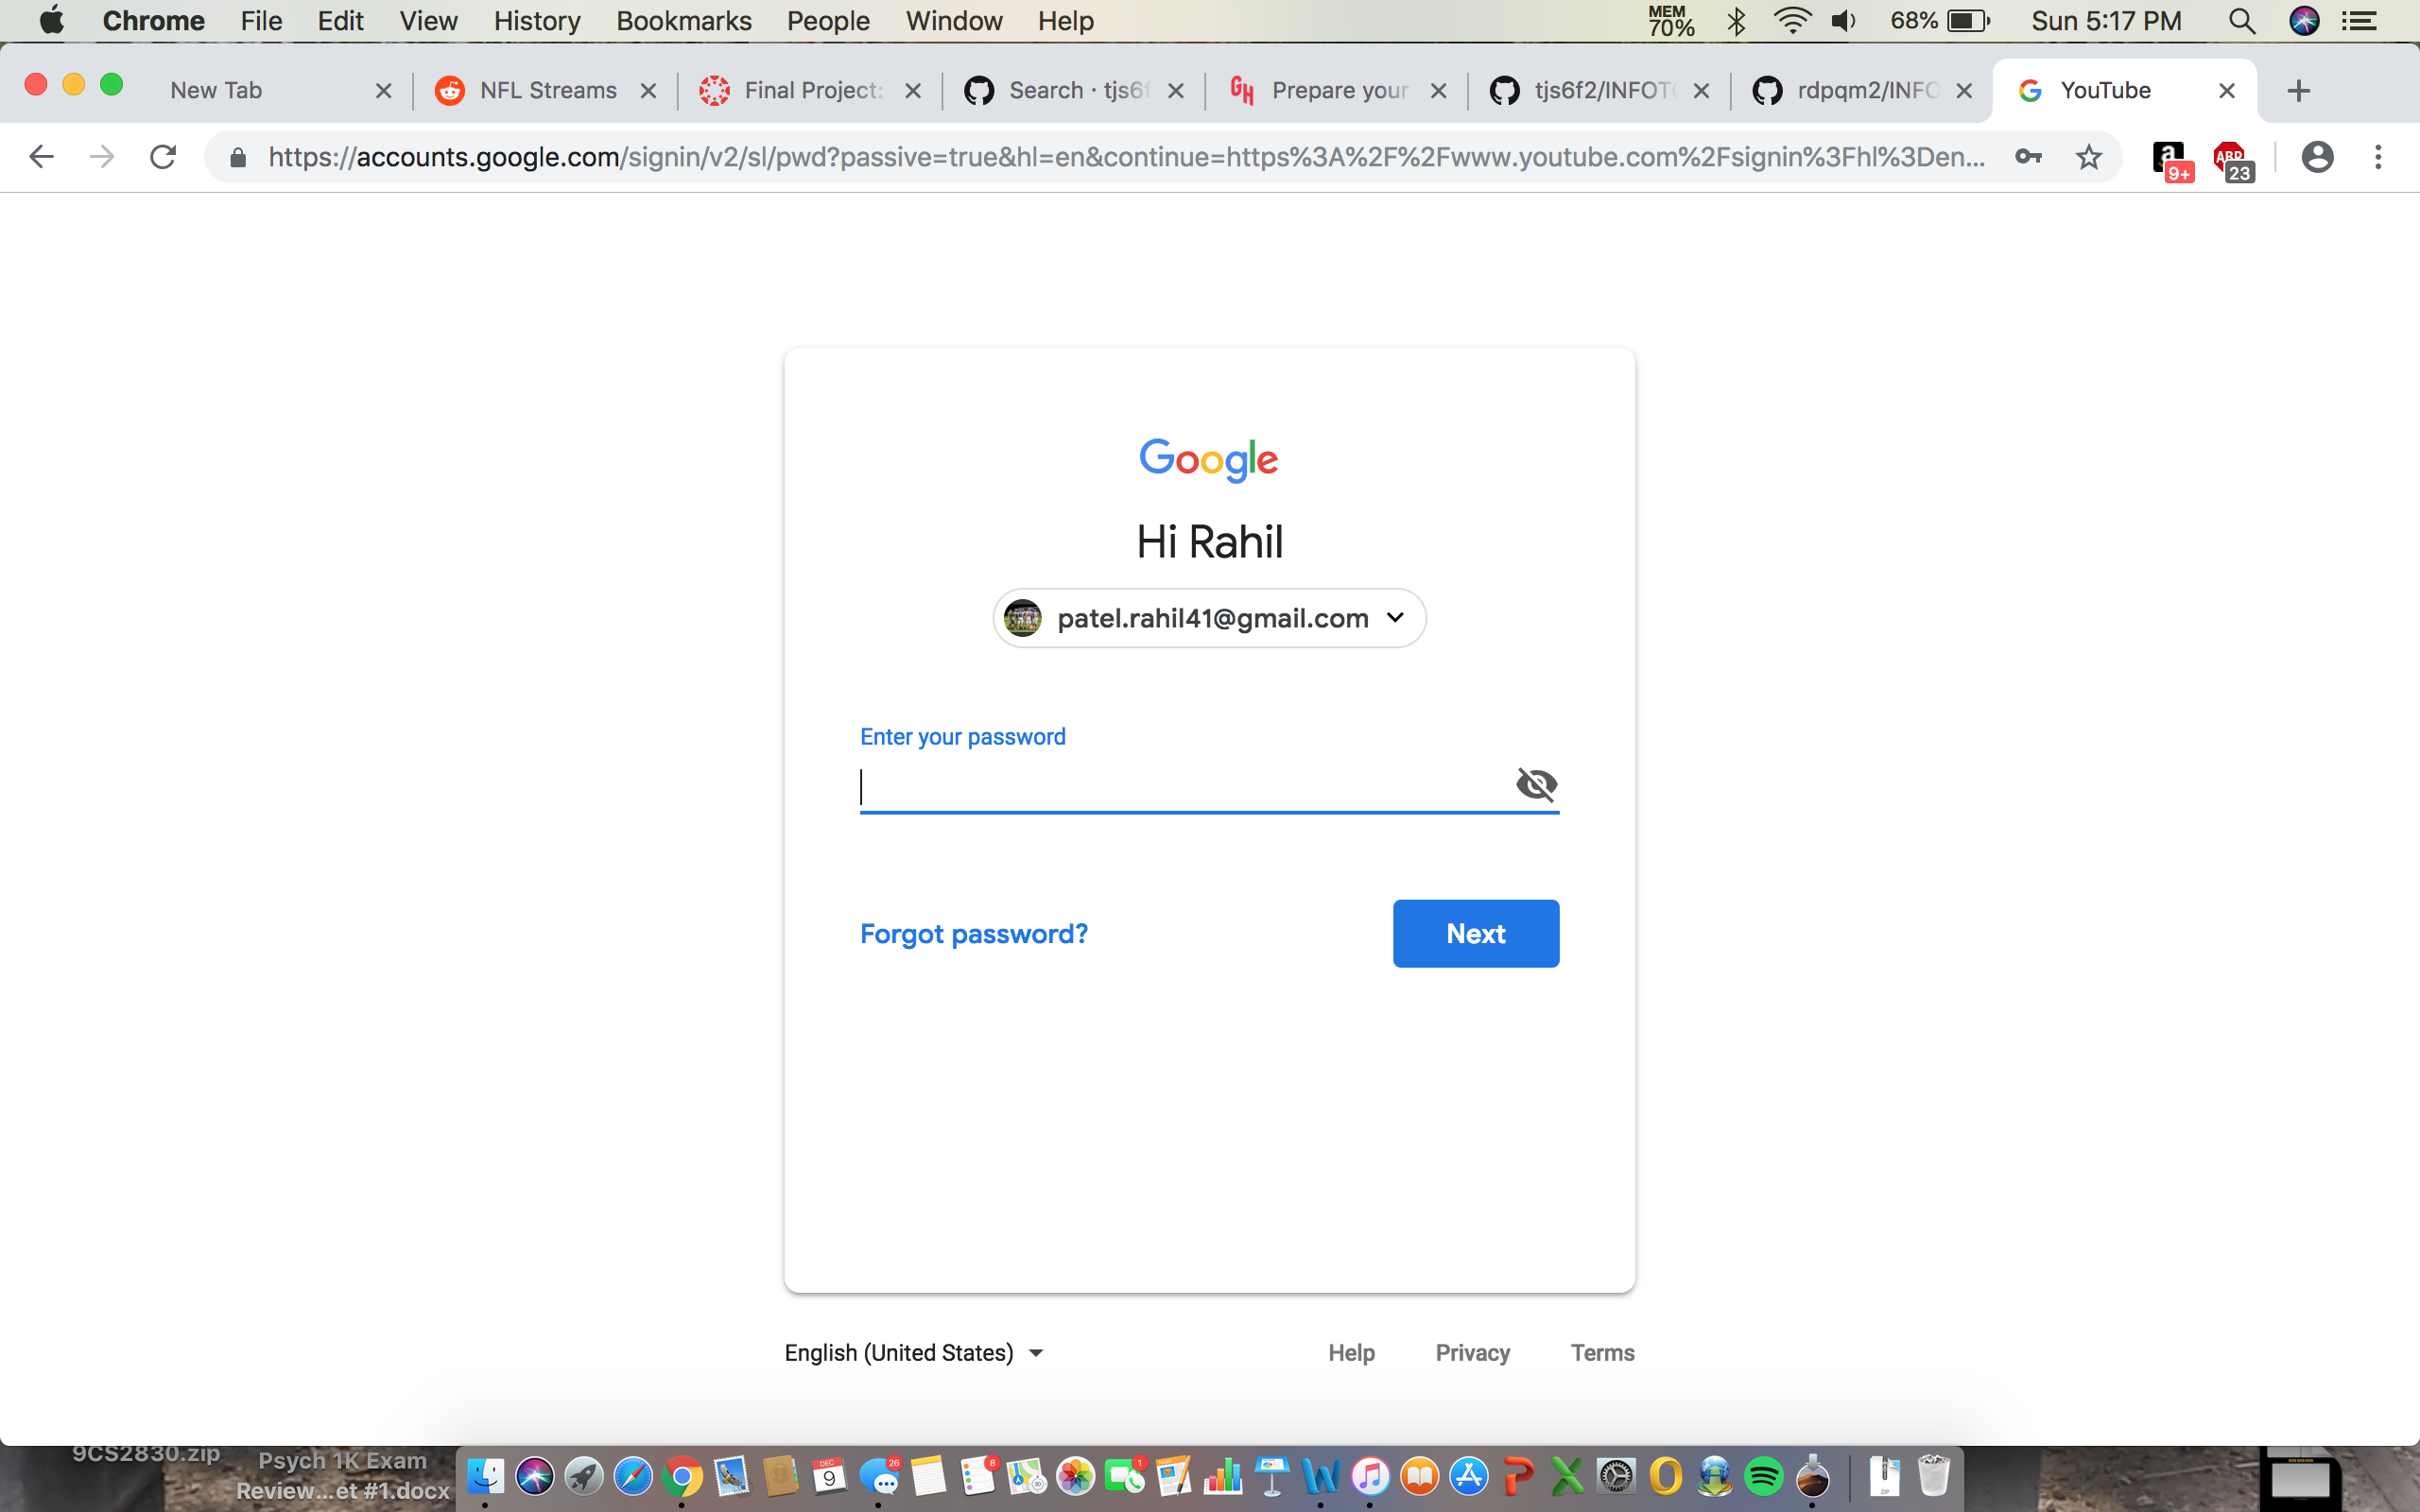 Chrome File Edit View History Bookmarks People Window Help MEM 70% 68% Sun 5:17 PM
New Tab NFL Streams Final Project: Search · tjs6f Prepare your tjs6f2/INFOT rdpqm2/INFO YouTube
https://accounts.google.com/signin/v2/sl/pwd?passive=true&hl=en&continue=https%3A%2F%2Fwww.youtube.com%2Fsignin%3Fhl%3Den... a 9+ ABP 23
Google
Hi Rahil
patel.rahil41@gmail.com
Enter your password
Forgot password? Next
English (United States) Help Privacy Terms
9CS2830.zip
Psych 1K Exam
Review...et #1.docx
DEC 9 26 8 1 ZIP